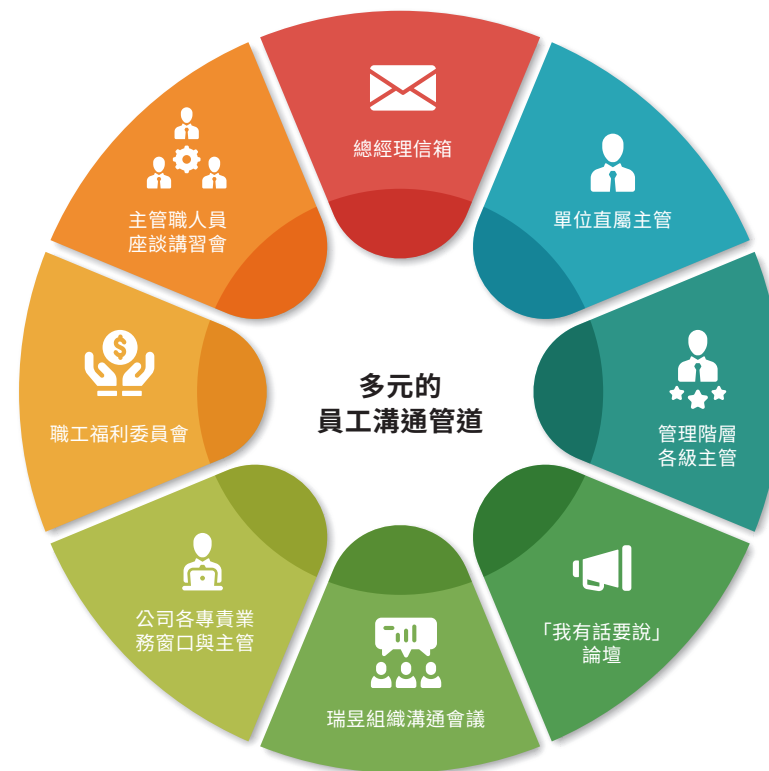 總經理信箱
單位直屬主管
管理階層
各級主管
「我有話要說」
論壇
瑞昱組織溝通會議
公司各專責業
務窗口與主管
職工福利委員會
主管職人員
座談講習會
多元的
員工溝通管道